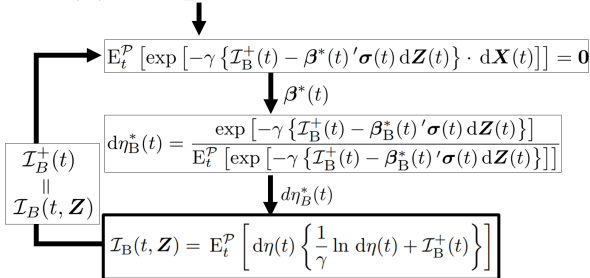 E_t^𝒫 [exp [−γ {ℐ_B^+(t) − β*(t)′σ(t) dZ(t)} · dX(t)]] = 0
β*(t)
dη_B^*(t) = exp [−γ {ℐ_B^+(t) − β_B^*(t)′σ(t) dZ(t)}] / E_t^𝒫 [exp [−γ {ℐ_B^+(t) − β_B^*(t)′σ(t) dZ(t)}]]
ℐ_B^+(t)
||
ℐ_B(t, Z)
dη_B^*(t)
ℐ_B(t, Z) = E_t^𝒫 [dη(t) {1/γ ln dη(t) + ℐ_B^+(t)}]